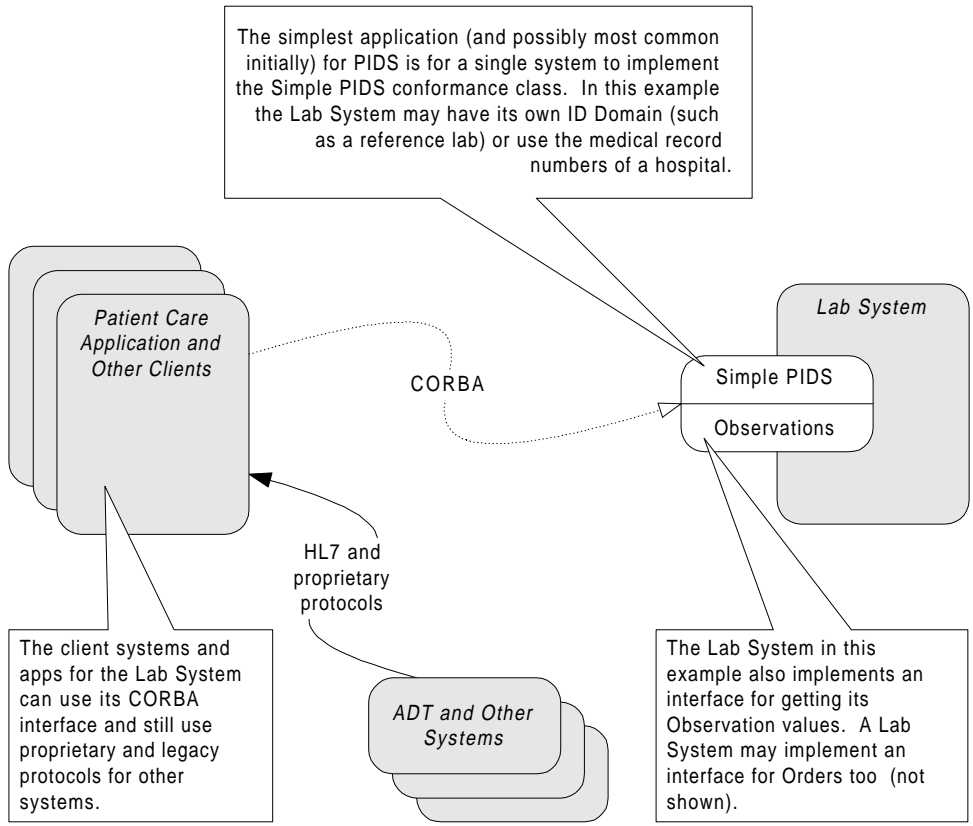 The simplest application (and possibly most common
initially) for PIDS is for a single system to implement
the Simple PIDS conformance class.  In this example
the Lab System may have its own ID Domain (such
as a reference lab) or use the medical record
numbers of a hospital.
Patient Care
Application and
Other Clients
Lab System
CORBA
Simple PIDS
Observations
HL7 and
proprietary
protocols
The client systems and
apps for the Lab System
can use its CORBA
interface and still use
proprietary and legacy
protocols for other
systems.
ADT and Other
Systems
The Lab System in this
example also implements an
interface for getting its
Observation values.  A Lab
System may implement an
interface for Orders too  (not
shown).